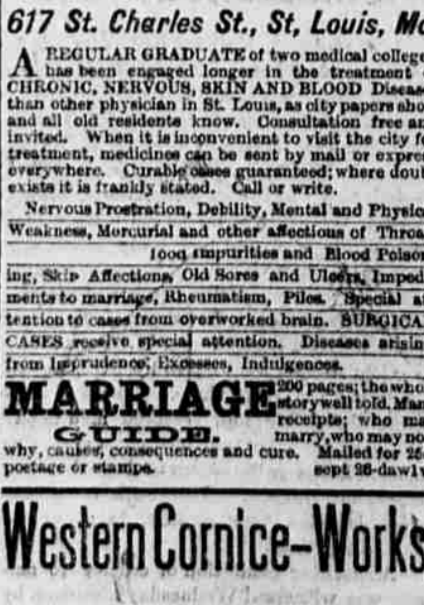 617 St. Charles St., St, Louis, Mo
A REGULAR GRADUATE of two medical college
has been engaged longer in the treatment
CHRONIC, NERVOUS, SKIN AND BLOOD Diseas
than other physician in St. Louis, as city papers sho
and all old residents know. Consultation free an
invited. When it is inconvenient to visit the city fo
treatment, medicines can be sent by mail or expre
everywhere. Curable cases guaranteed; where doub
exists it is frankly stated. Call or write.
Nervous Prostration, Debility, Mental and Physic
Weakness, Mercurial and other affections of Throa
impurities and Blood Poison
ing, Skin Affections, Old Sores and Ulcers, Imped
ments to marriage, Rheumatism, Piles. Special at
tention to cases from overworked brain. SURGICA
CASES receive special attention. Diseases arisin
from Imprudence, Excesses, Indulgences.
MARRIAGE
GUIDE.
200 pages; the who
story well told. Man
receipts; who ma
marry, who may no
why, causes, consequences and cure. Mailed for 25
postage or stamps.
sept 26-daw1y
Western Cornice-Works